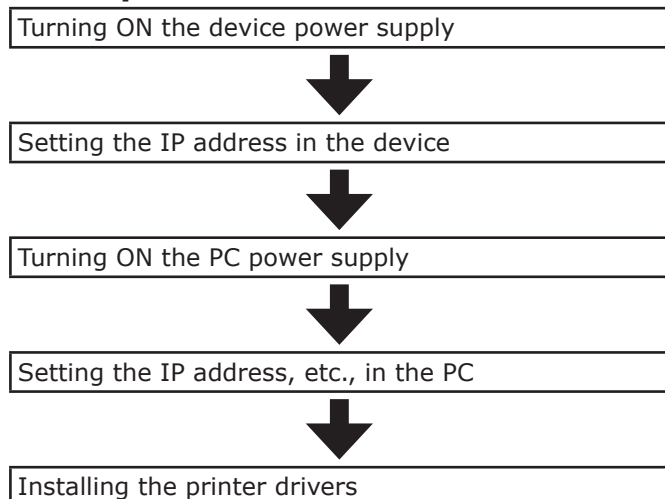 Turning ON the device power supply
Setting the IP address in the device
Turning ON the PC power supply
Setting the IP address, etc., in the PC
Installing the printer drivers